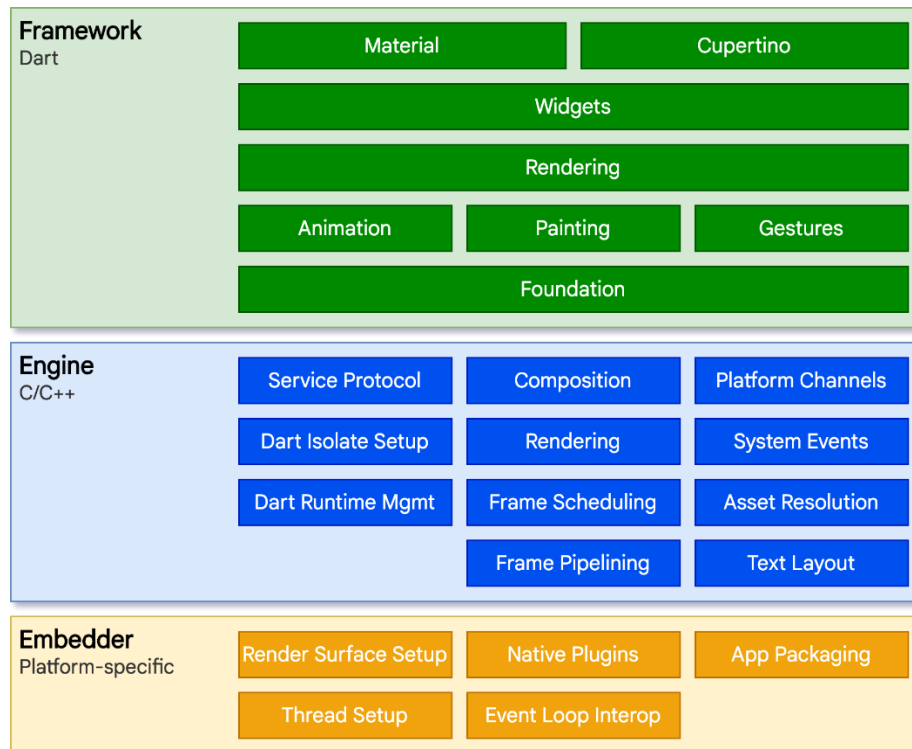 Framework
Dart
Material
Cupertino
Widgets
Rendering
Animation
Painting
Gestures
Foundation
Engine
C/C++
Service Protocol
Composition
Platform Channels
Dart Isolate Setup
Rendering
System Events
Dart Runtime Mgmt
Frame Scheduling
Asset Resolution
Frame Pipelining
Text Layout
Embedder
Platform-specific
Render Surface Setup
Native Plugins
App Packaging
Thread Setup
Event Loop Interop